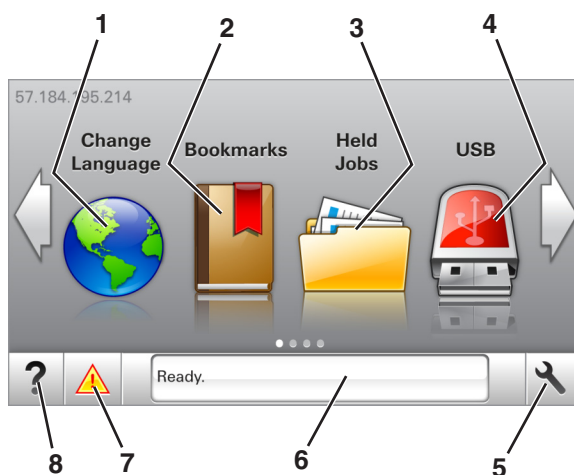 1 2 3 4
57.184.195.214
Change
Language
Bookmarks
Held
Jobs
USB
? Ready.
8 7 6 5